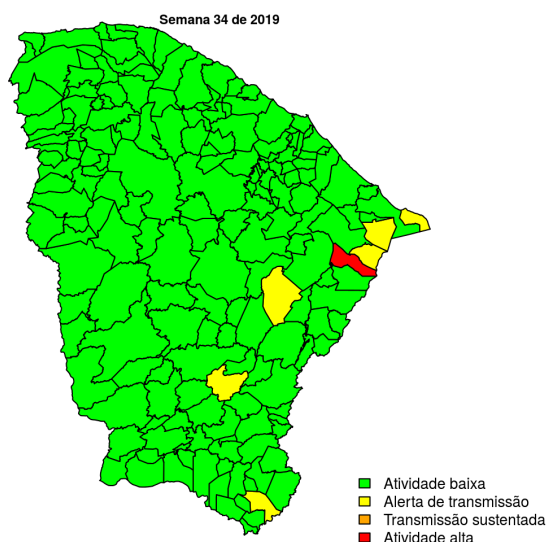 Semana 34 de 2019
Atividade baixa
Alerta de transmissão
Transmissão sustentada
Atividade alta